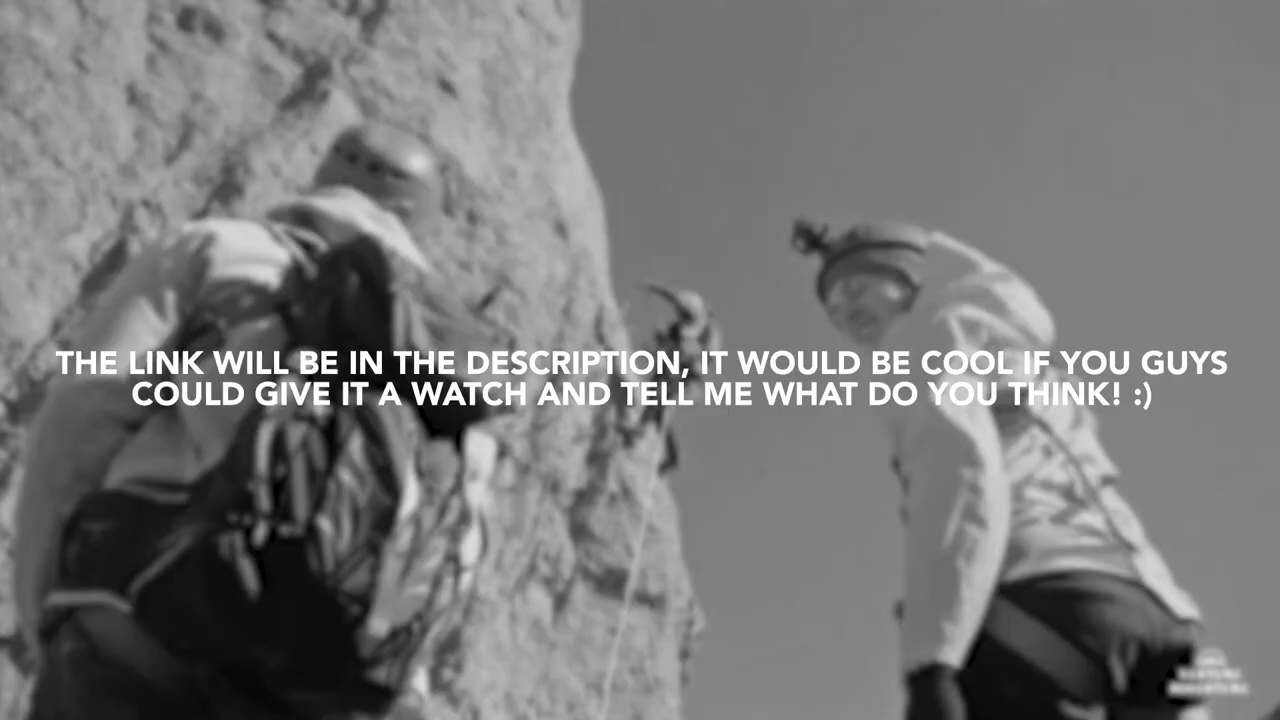 THE LINK WILL BE IN THE DESCRIPTION, IT WOULD BE COOL IF YOU GUYS
COULD GIVE IT A WATCH AND TELL ME WHAT DO YOU THINK! :)